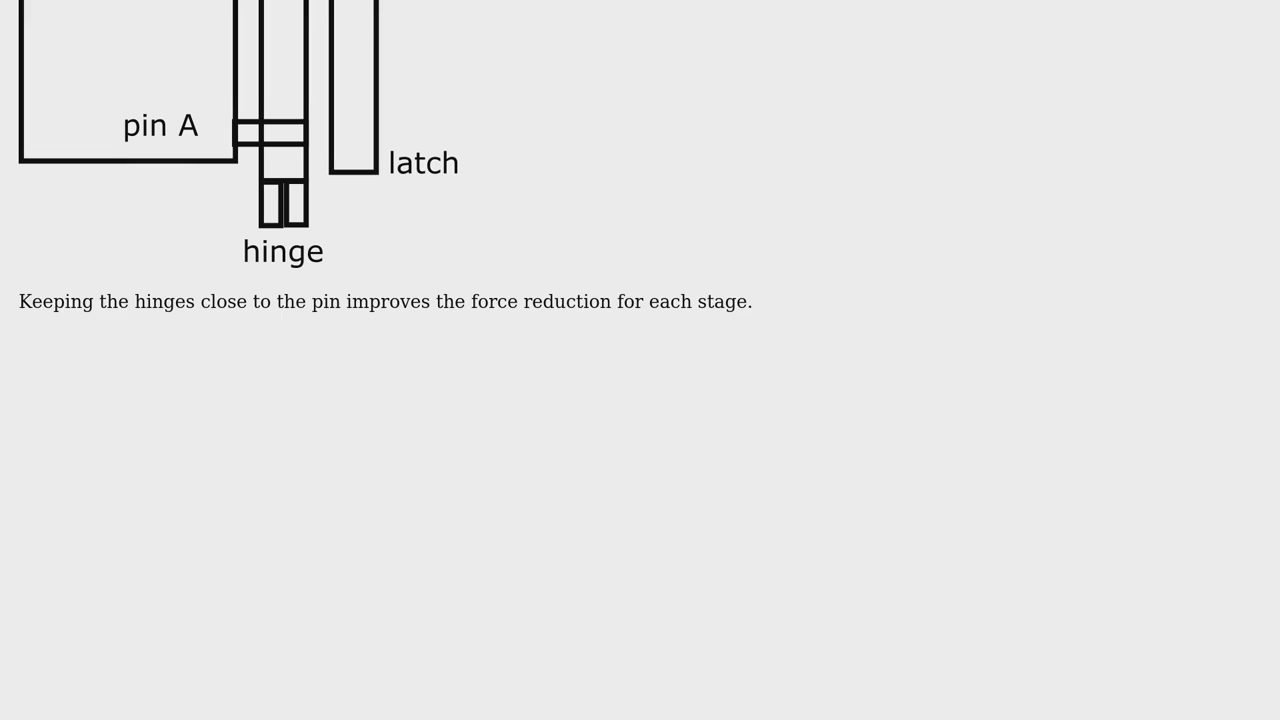 pin A
latch
hinge
Keeping the hinges close to the pin improves the force reduction for each stage.